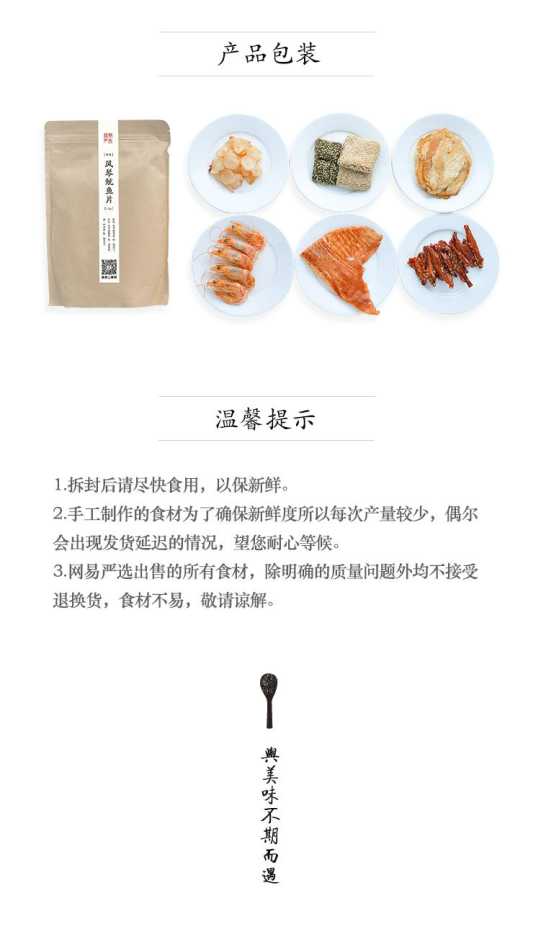 产品包装
严选
风琴鱿鱼片
温馨提示
1.拆封后请尽快食用，以保新鲜。
2.手工制作的食材为了确保新鲜度所以每次产量较少，偶尔
会出现发货延迟的情况，望您耐心等候。
3.网易严选出售的所有食材，除明确的质量问题外均不接受
退换货，食材不易，敬请谅解。
與美味不期而遇